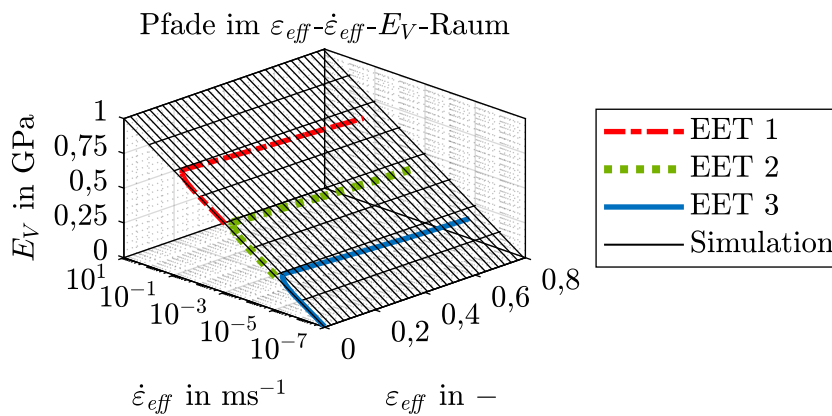 Pfade im ε_eff-ε̇_eff-E_V-Raum
E_V in GPa
1
0,75
0,5
0,25
0
10¹
10⁻¹
10⁻³
10⁻⁵
10⁻⁷
ε̇_eff in ms⁻¹
0
0,2
0,4
0,6
0,8
ε_eff in −
EET 1
EET 2
EET 3
Simulation